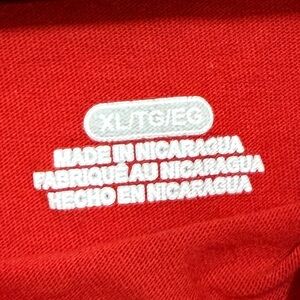 XL/TG/EG
MADE IN NICARAGUA
FABRIQUÉ AU NICARAGUA
HECHO EN NICARAGUA